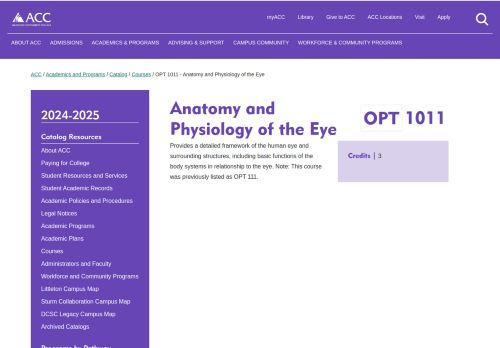 myACC Library Give to ACC ACC Locations Visit Apply
ACC
ABOUT ACC ADMISSIONS ACADEMICS & PROGRAMS ADVISING & SUPPORT CAMPUS COMMUNITY WORKFORCE & COMMUNITY PROGRAMS
ACC / Academics and Programs / Catalog / Courses / OPT 1011 - Anatomy and Physiology of the Eye
2024-2025
Catalog Resources
About ACC
Paying for College
Student Resources and Services
Student Academic Records
Academic Policies and Procedures
Legal Notices
Academic Programs
Academic Plans
Courses
Administrators and Faculty
Workforce and Community Programs
Littleton Campus Map
Sturm Collaboration Campus Map
DCSC Legacy Campus Map
Archived Catalogs
Programs by Pathway
Anatomy and
Physiology of the Eye
Provides a detailed framework of the human eye and
surrounding structures, including basic functions of the
body systems in relationship to the eye. Note: This course
was previously listed as OPT 111.
OPT 1011
Credits | 3